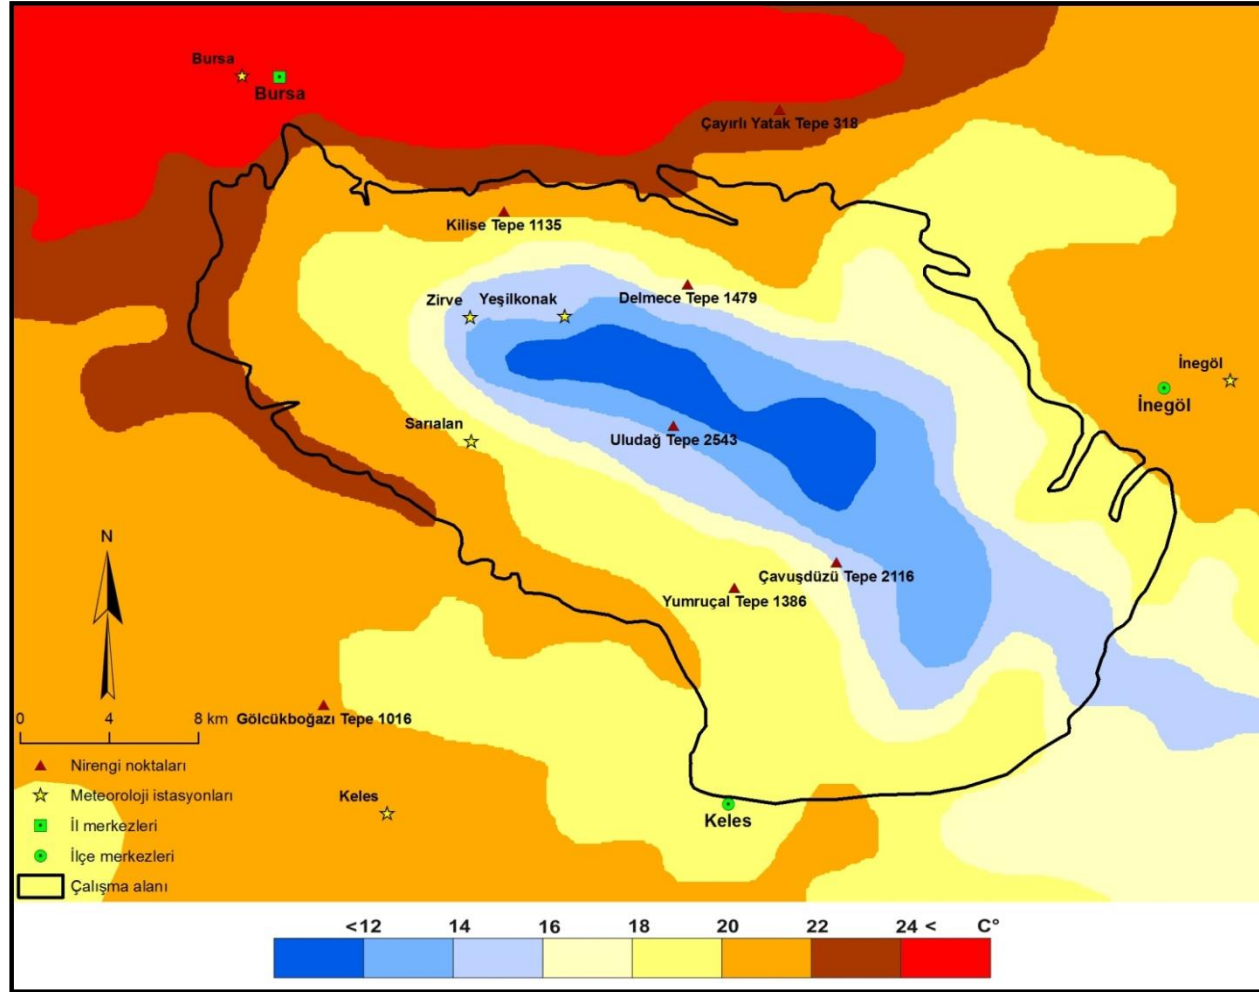 Bursa
Bursa
Çayırlı Yatak Tepe 318
Kilise Tepe 1135
Zirve
Yeşilkonak
Delmece Tepe 1479
İnegöl
İnegöl
Sarıalan
Uludağ Tepe 2543
N
Çavuşdüzü Tepe 2116
Yumruçal Tepe 1386
0 4 8 km
Gölcükboğazı Tepe 1016
Nirengi noktaları
Meteoroloji istasyonları
Keles
Keles
İl merkezleri
İlçe merkezleri
Çalışma alanı
<12 14 16 18 20 22 24 < C°